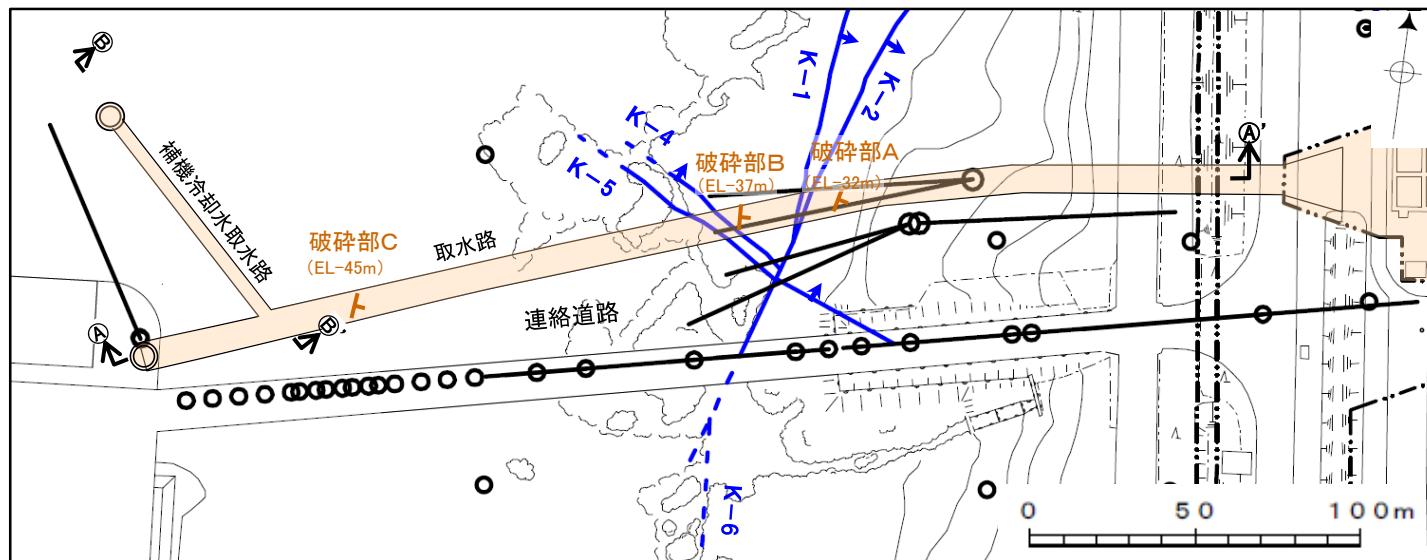 Ⓑ
K-1
K-2
K-4
K-5
破砕部B
(EL-37m)
破砕部A
(EL-32m)
Ⓐ’
補機冷却水取水路
破砕部C
(EL-45m)
取水路
連絡道路
Ⓐ
Ⓑ’
K-6
0 50 100m